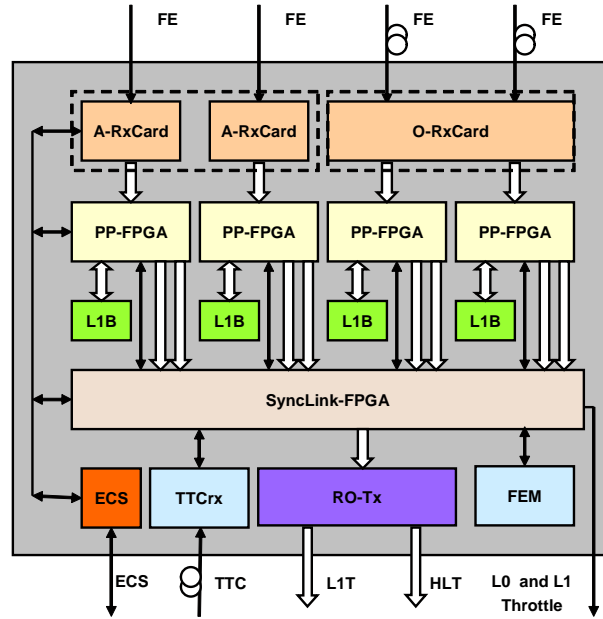 FE
FE
FE
FE
A-RxCard
A-RxCard
O-RxCard
PP-FPGA
PP-FPGA
PP-FPGA
PP-FPGA
L1B
L1B
L1B
L1B
SyncLink-FPGA
ECS
TTCrx
RO-Tx
FEM
ECS
TTC
L1T
HLT
L0 and L1
Throttle